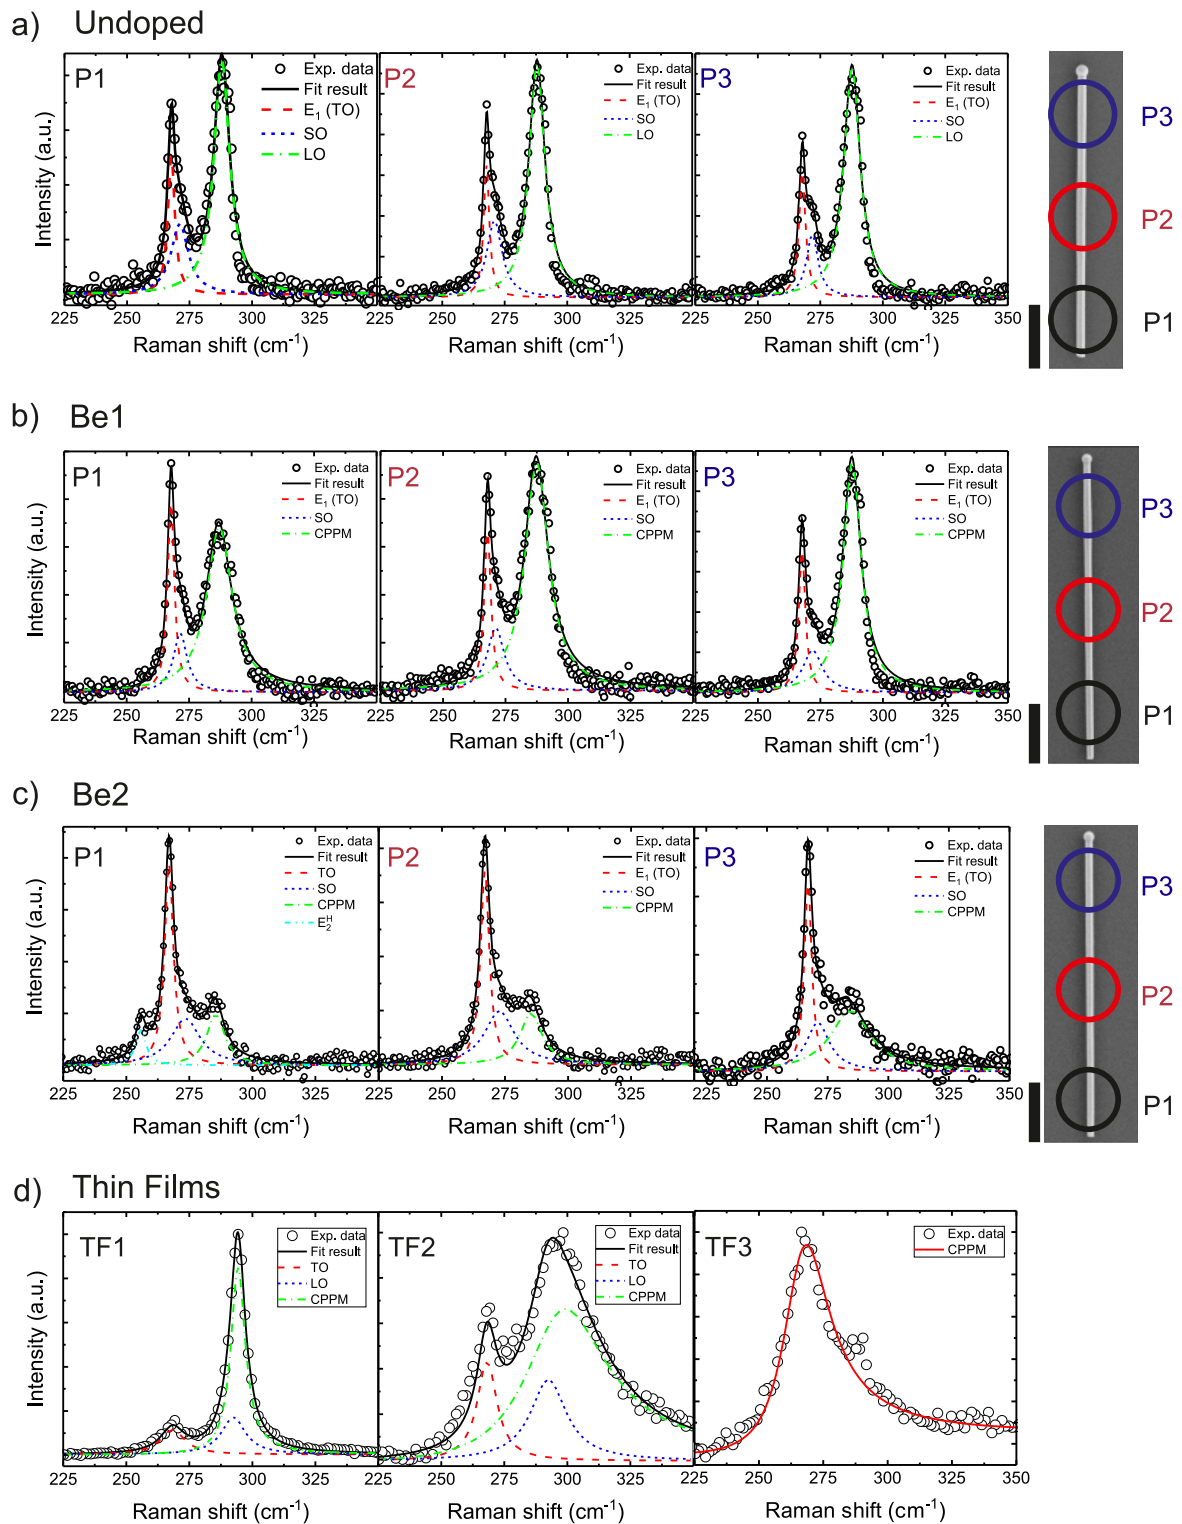 a) Undoped
P1
Exp. data
Fit result
E₁ (TO)
SO
LO
P2
Exp. data
Fit result
E₁ (TO)
SO
LO
P3
Exp. data
Fit result
E₁ (TO)
SO
LO
Intensity (a.u.)
225 250 275 300 325
225 250 275 300 325
225 250 275 300 325 350
Raman shift (cm⁻¹)
Raman shift (cm⁻¹)
Raman shift (cm⁻¹)
P3
P2
P1
b) Be1
P1
Exp. data
Fit result
E₁ (TO)
SO
CPPM
P2
Exp. data
Fit result
E₁ (TO)
SO
CPPM
P3
Exp. data
Fit result
E₁ (TO)
SO
CPPM
Intensity (a.u.)
225 250 275 300 325
225 250 275 300 325
225 250 275 300 325 350
Raman shift (cm⁻¹)
Raman shift (cm⁻¹)
Raman shift (cm⁻¹)
P3
P2
P1
c) Be2
P1
Exp. data
Fit result
TO
SO
CPPM
E₂ᴴ
P2
Exp. data
Fit result
E₁ (TO)
SO
CPPM
P3
Exp. data
Fit result
E₁ (TO)
SO
CPPM
Intensity (a.u.)
225 250 275 300 325
225 250 275 300 325
225 250 275 300 325 350
Raman shift (cm⁻¹)
Raman shift (cm⁻¹)
Raman shift (cm⁻¹)
P3
P2
P1
d) Thin Films
TF1
Exp. data
Fit result
TO
LO
CPPM
TF2
Exp. data
Fit result
TO
LO
CPPM
TF3
Exp. data
CPPM
Intensity (a.u.)
225 250 275 300 325
225 250 275 300 325
225 250 275 300 325 350
Raman shift (cm⁻¹)
Raman shift (cm⁻¹)
Raman shift (cm⁻¹)